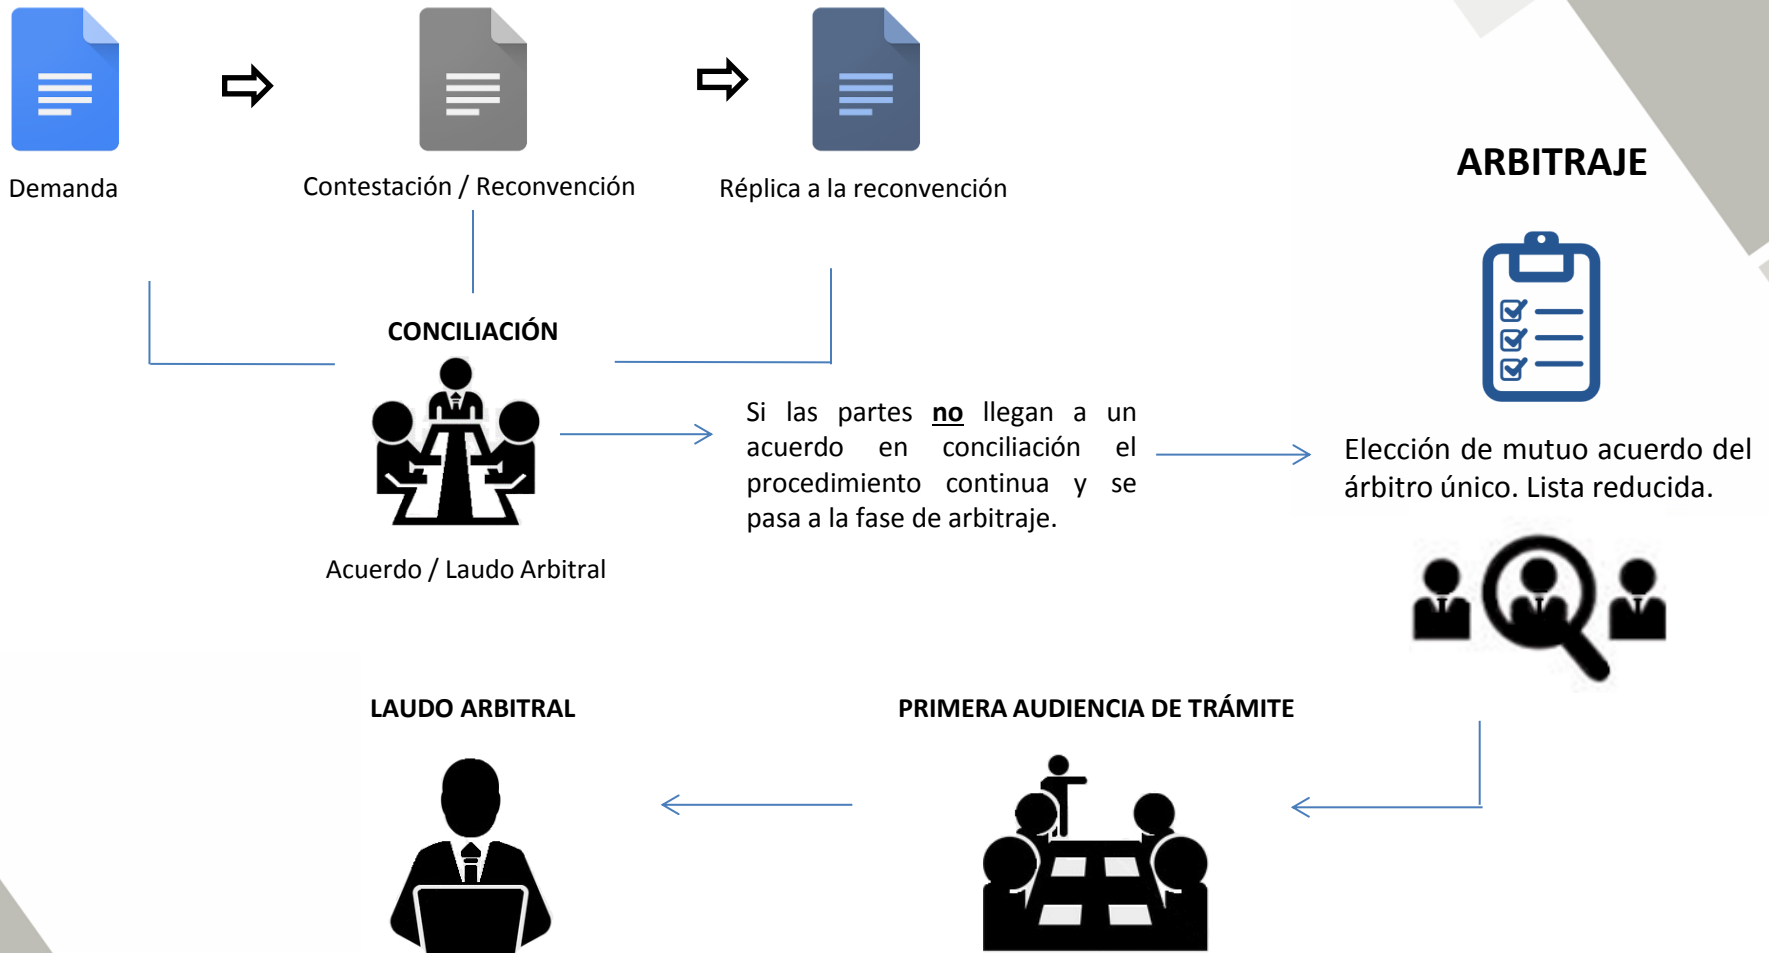 Demanda
Contestación / Reconvención
Réplica a la reconvención
ARBITRAJE
CONCILIACIÓN
Acuerdo / Laudo Arbitral
Si las partes no llegan a un
acuerdo en conciliación el
procedimiento continua y se
pasa a la fase de arbitraje.
Elección de mutuo acuerdo del
árbitro único. Lista reducida.
LAUDO ARBITRAL
PRIMERA AUDIENCIA DE TRÁMITE